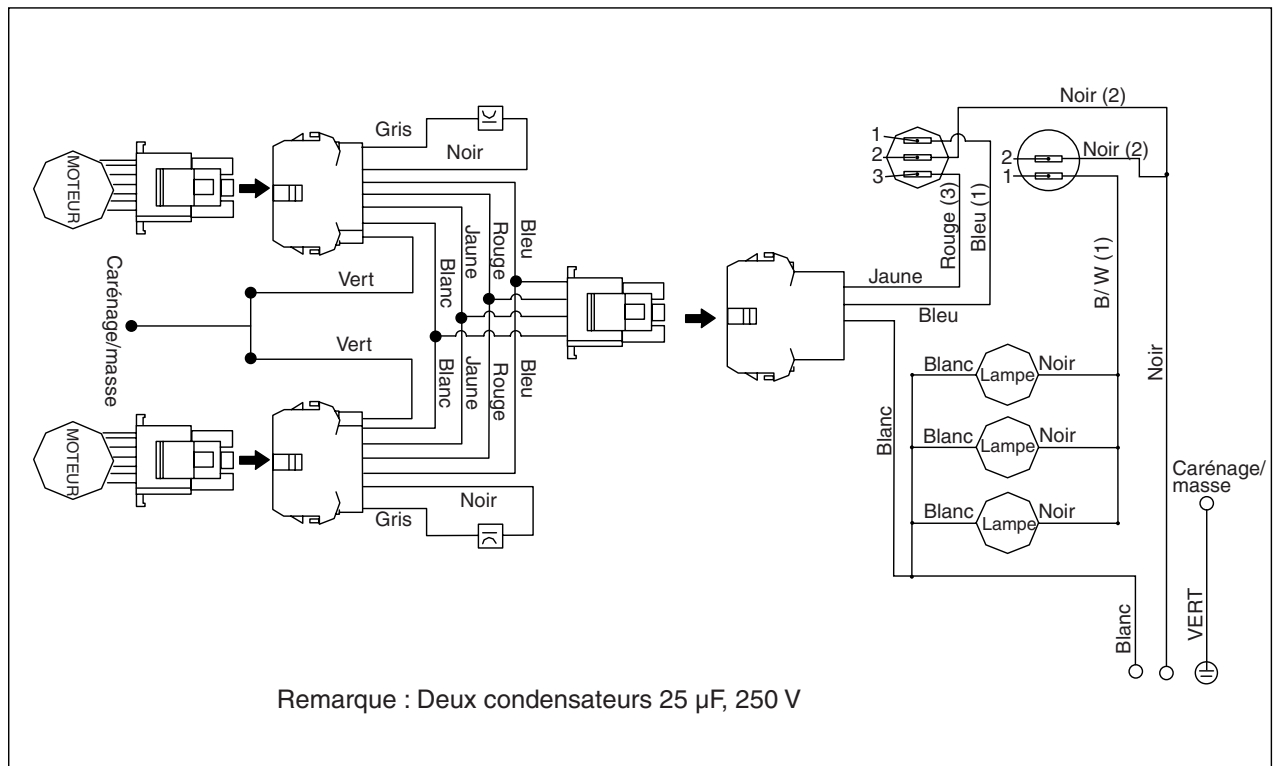 Noir (2)
Gris
Noir
1
2
3
2
1
Noir (2)
MOTEUR
Rouge (3)
Bleu (1)
Bleu
Rouge
Jaune
Blanc
Carénage/masse
Vert
Jaune
Bleu
B/ W (1)
Vert
Blanc
Jaune
Rouge
Bleu
Noir
Blanc
Lampe
Noir
Blanc
Blanc
Lampe
Noir
MOTEUR
Carénage/
masse
Noir
Gris
Blanc
Lampe
Noir
Blanc
VERT
Remarque : Deux condensateurs 25 µF, 250 V